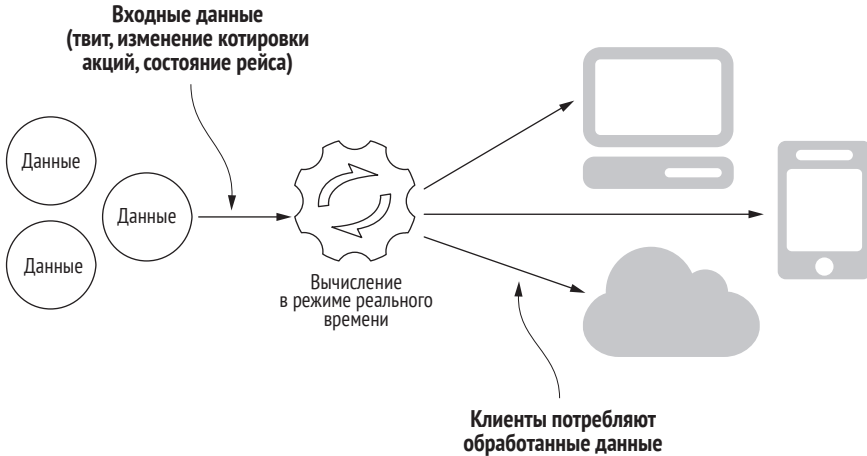 Входные данные
(твит, изменение котировки
акций, состояние рейса)
Данные
Данные
Данные
Вычисление
в режиме реального
времени
Клиенты потребляют
обработанные данные